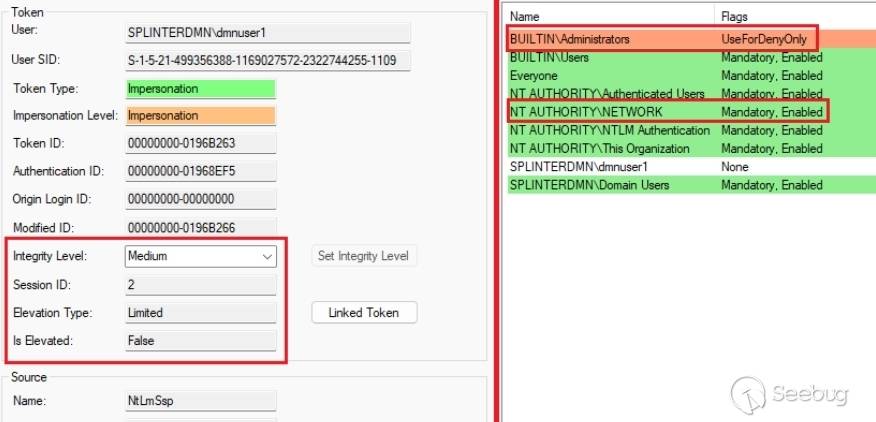 Token
User: SPLINTERDMN\dmnuser1
User SID: S-1-5-21-499356388-1169027572-2322744255-1109
Token Type: Impersonation
Impersonation Level: Impersonation
Token ID: 00000000-0196B263
Authentication ID: 00000000-01968EF5
Origin Login ID: 00000000-00000000
Modified ID: 00000000-0196B266
Integrity Level: Medium Set Integrity Level
Session ID: 2
Elevation Type: Limited Linked Token
Is Elevated: False
Source
Name: NtLmSsp
Name Flags
BUILTIN\Administrators UseForDenyOnly
BUILTIN\Users Mandatory, Enabled
Everyone Mandatory, Enabled
NT AUTHORITY\Authenticated Users Mandatory, Enabled
NT AUTHORITY\NETWORK Mandatory, Enabled
NT AUTHORITY\NTLM Authentication Mandatory, Enabled
NT AUTHORITY\This Organization Mandatory, Enabled
SPLINTERDMN\dmnuser1 None
SPLINTERDMN\Domain Users Mandatory, Enabled
Seebug